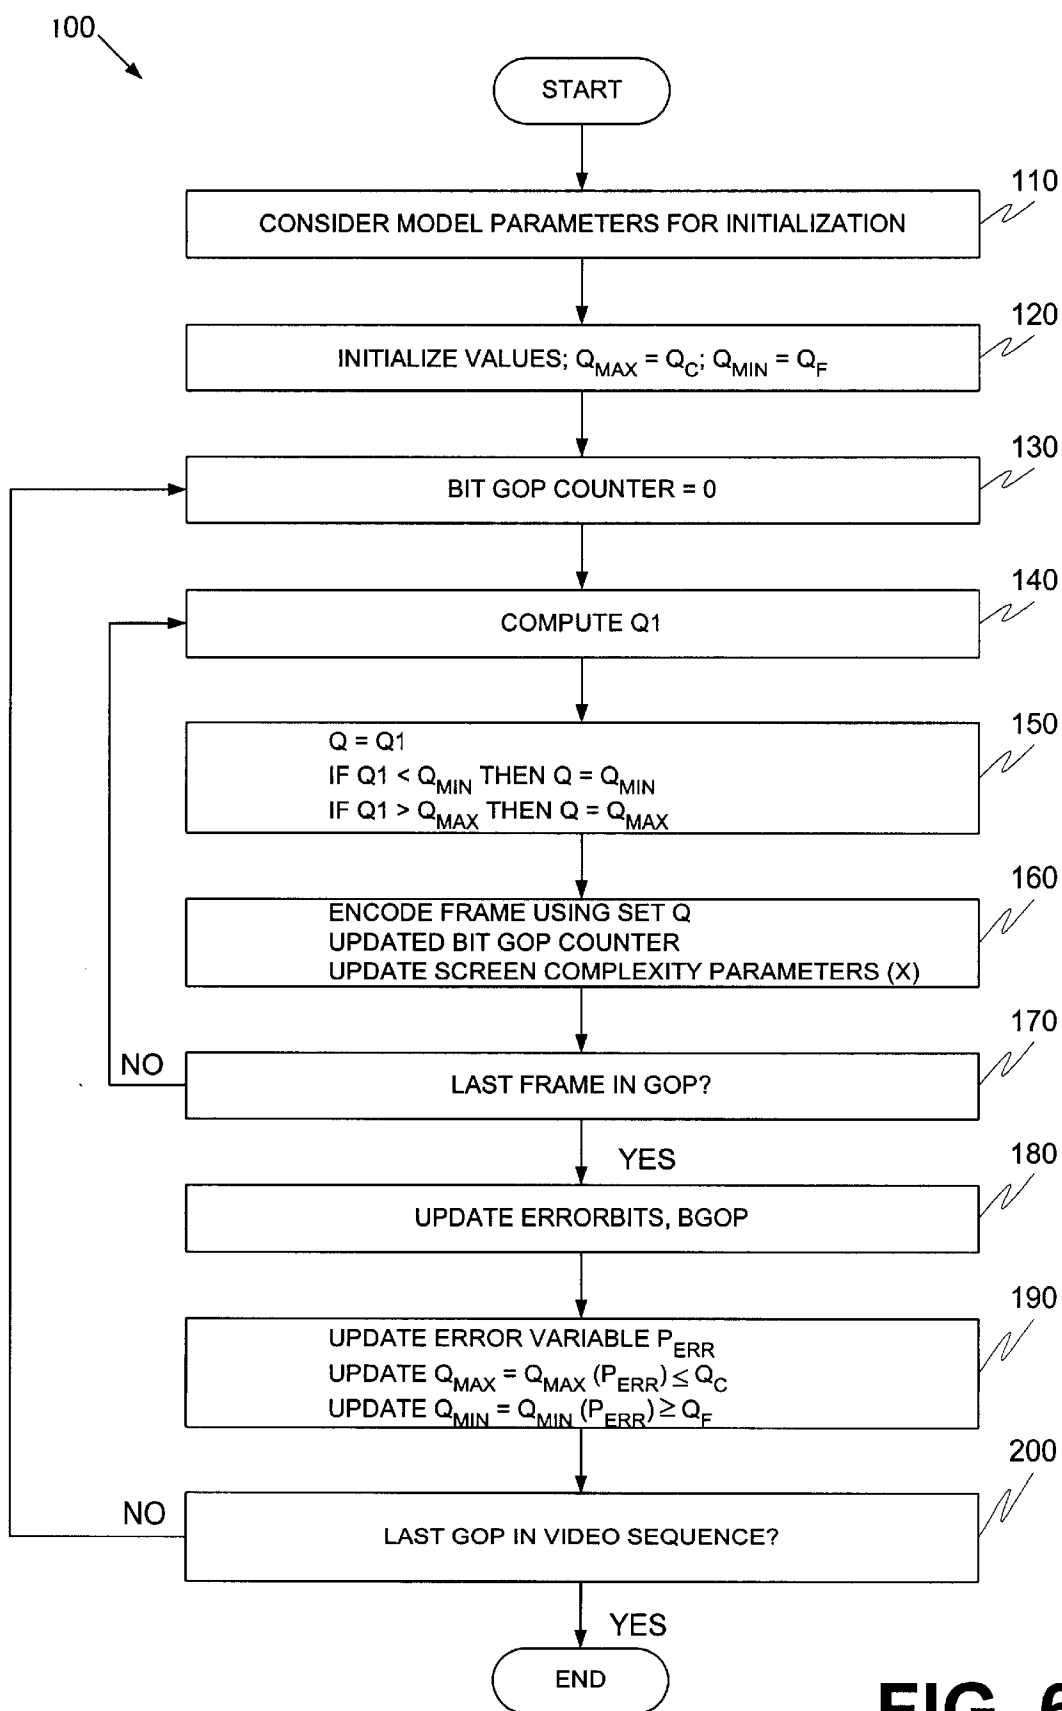 100
START
110
CONSIDER MODEL PARAMETERS FOR INITIALIZATION
120
INITIALIZE VALUES; QMAX = QC; QMIN = QF
130
BIT GOP COUNTER = 0
140
COMPUTE Q1
150
Q = Q1
IF Q1 < QMIN THEN Q = QMIN
IF Q1 > QMAX THEN Q = QMAX
160
ENCODE FRAME USING SET Q
UPDATED BIT GOP COUNTER
UPDATE SCREEN COMPLEXITY PARAMETERS (X)
170
NO
LAST FRAME IN GOP?
YES
180
UPDATE ERRORBITS, BGOP
190
UPDATE ERROR VARIABLE PERR
UPDATE QMAX = QMAX (PERR) ≤ QC
UPDATE QMIN = QMIN (PERR) ≥ QF
200
NO
LAST GOP IN VIDEO SEQUENCE?
YES
END
FIG. 6